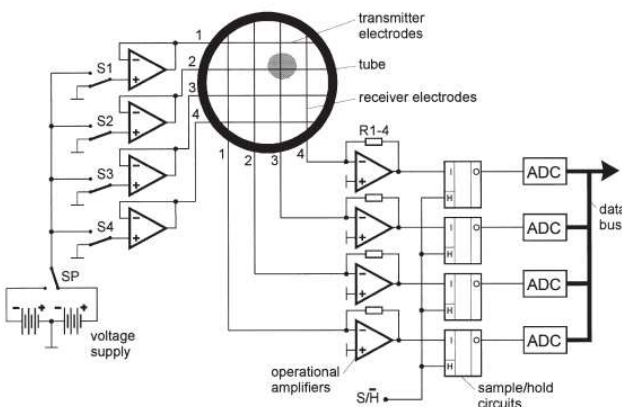 transmitter
electrodes
tube
receiver electrodes
1
2
3
4
S1
S2
S3
S4
-
+
-
+
-
+
-
+
1
2
3
4
R1-4
-
+
-
+
-
+
-
+
I
O
H
I
O
H
I
O
H
I
O
H
ADC
ADC
ADC
ADC
data
bus
SP
-
+
-
+
voltage
supply
operational
amplifiers
S/H̅
sample/hold
circuits